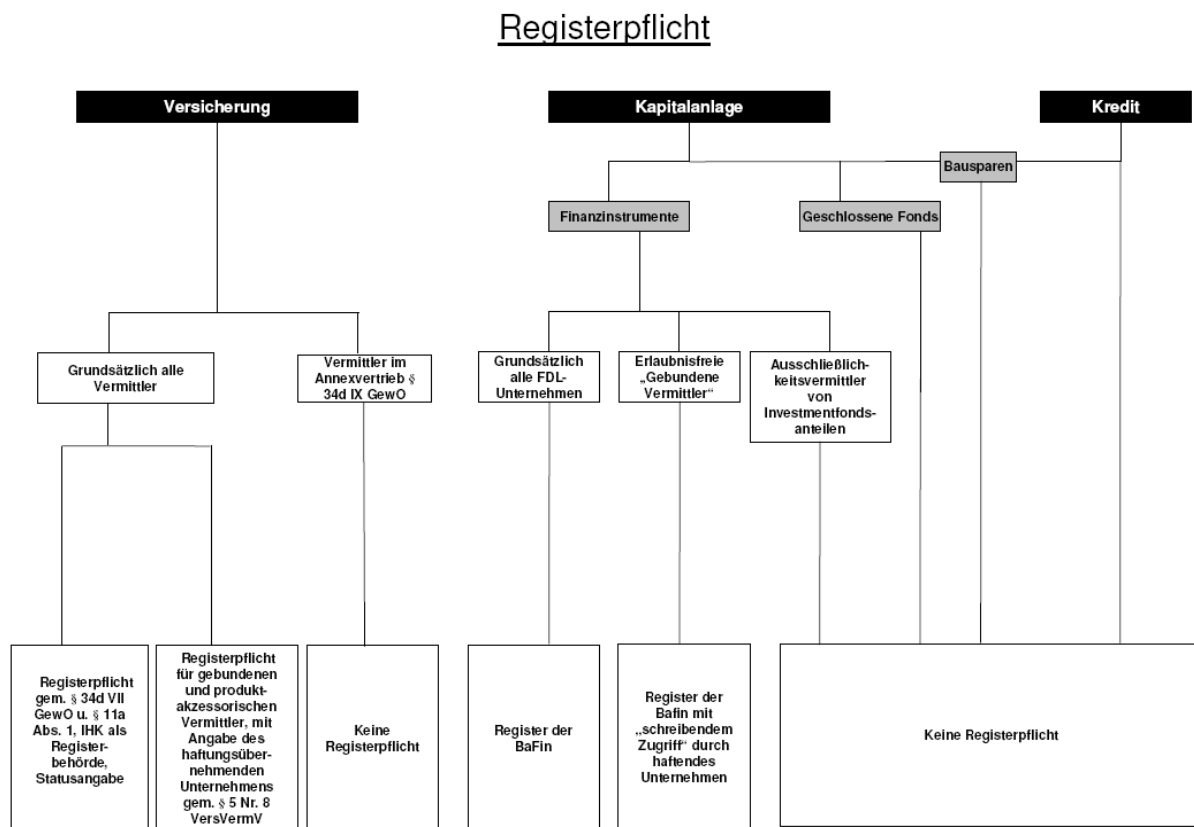 Registerpflicht
Versicherung
Kapitalanlage
Kredit
Bausparen
Finanzinstrumente
Geschlossene Fonds
Grundsätzlich alle
Vermittler
Vermittler im
Annexvertrieb §
34d IX GewO
Grundsätzlich
alle FDL-
Unternehmen
Erlaubnisfreie
„Gebundene
Vermittler“
Ausschließlich-
keitsvermittler
von
Investmentfonds-
anteilen
Registerpflicht
gem. § 34d VII
GewO u. § 11a
Abs. 1, IHK als
Register-
behörde,
Statusangabe
Registerpflicht
für gebundenen
und produkt-
akzessorischen
Vermittler, mit
Angabe des
haftungsüber-
nehmenden
Unternehmens
gem. § 5 Nr. 8
VersVermV
Keine
Registerpflicht
Register der
BaFin
Register der
Bafin mit
„schreibendem
Zugriff“ durch
haftendes
Unternehmen
Keine Registerpflicht